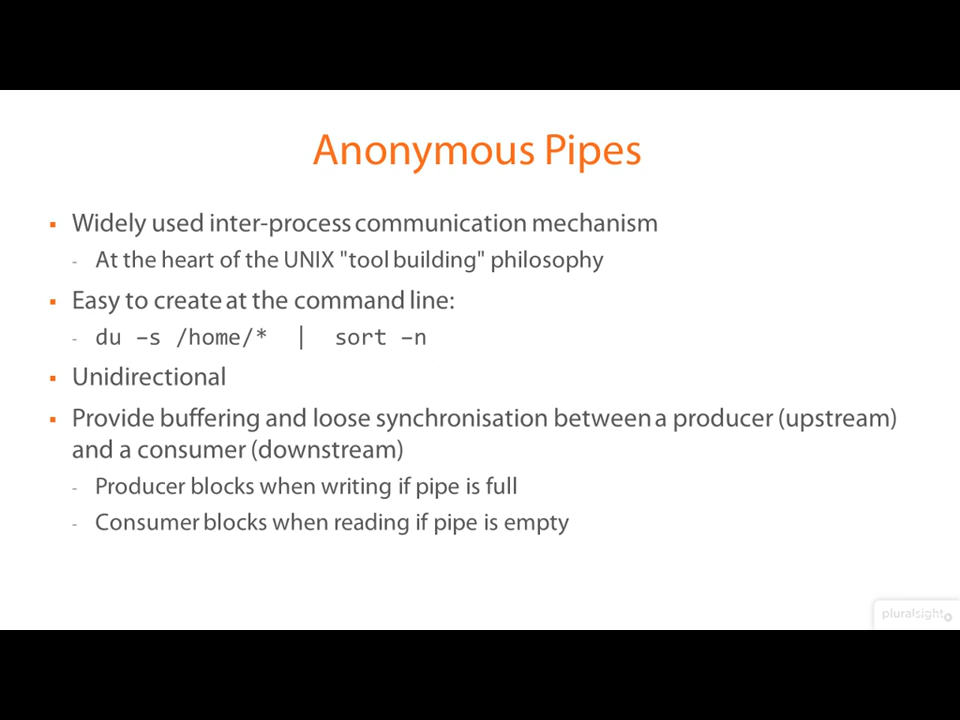 Anonymous Pipes
▪ Widely used inter-process communication mechanism
- At the heart of the UNIX "tool building" philosophy
▪ Easy to create at the command line:
- du –s /home/* | sort –n
▪ Unidirectional
▪ Provide buffering and loose synchronisation between a producer (upstream)
and a consumer (downstream)
- Producer blocks when writing if pipe is full
- Consumer blocks when reading if pipe is empty
pluralsight